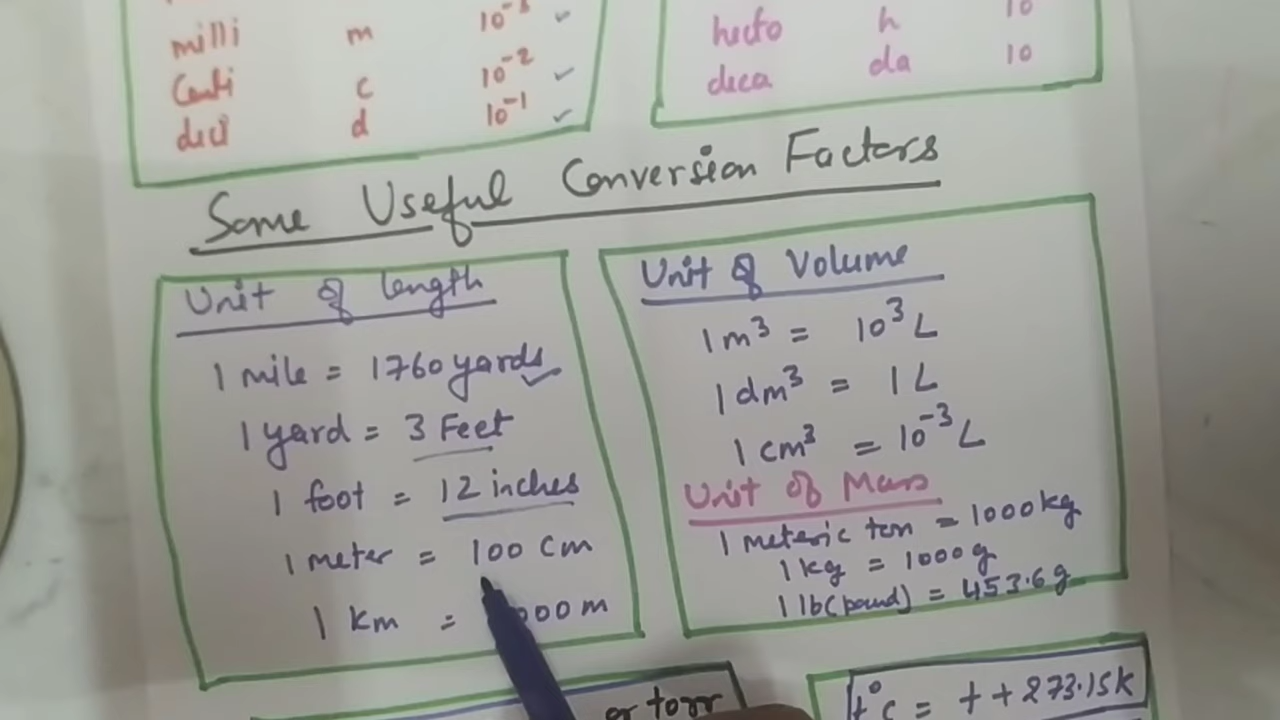 milli m 10⁻³
Centi c 10⁻²
deci d 10⁻¹
hecto h 10
deca da 10
Some Useful Conversion Factors
Unit of length
1 mile = 1760 yards
1 yard = 3 Feet
1 foot = 12 inches
1 meter = 100 cm
1 km = 000 m
Unit of Volume
1 m³ = 10³ L
1 dm³ = 1 L
1 cm³ = 10⁻³ L
Unit of Mass
1 meteric ton = 1000 kg
1 kg = 1000 g
1 lb (pound) = 453.6 g
or torr
t°C = t + 273.15k